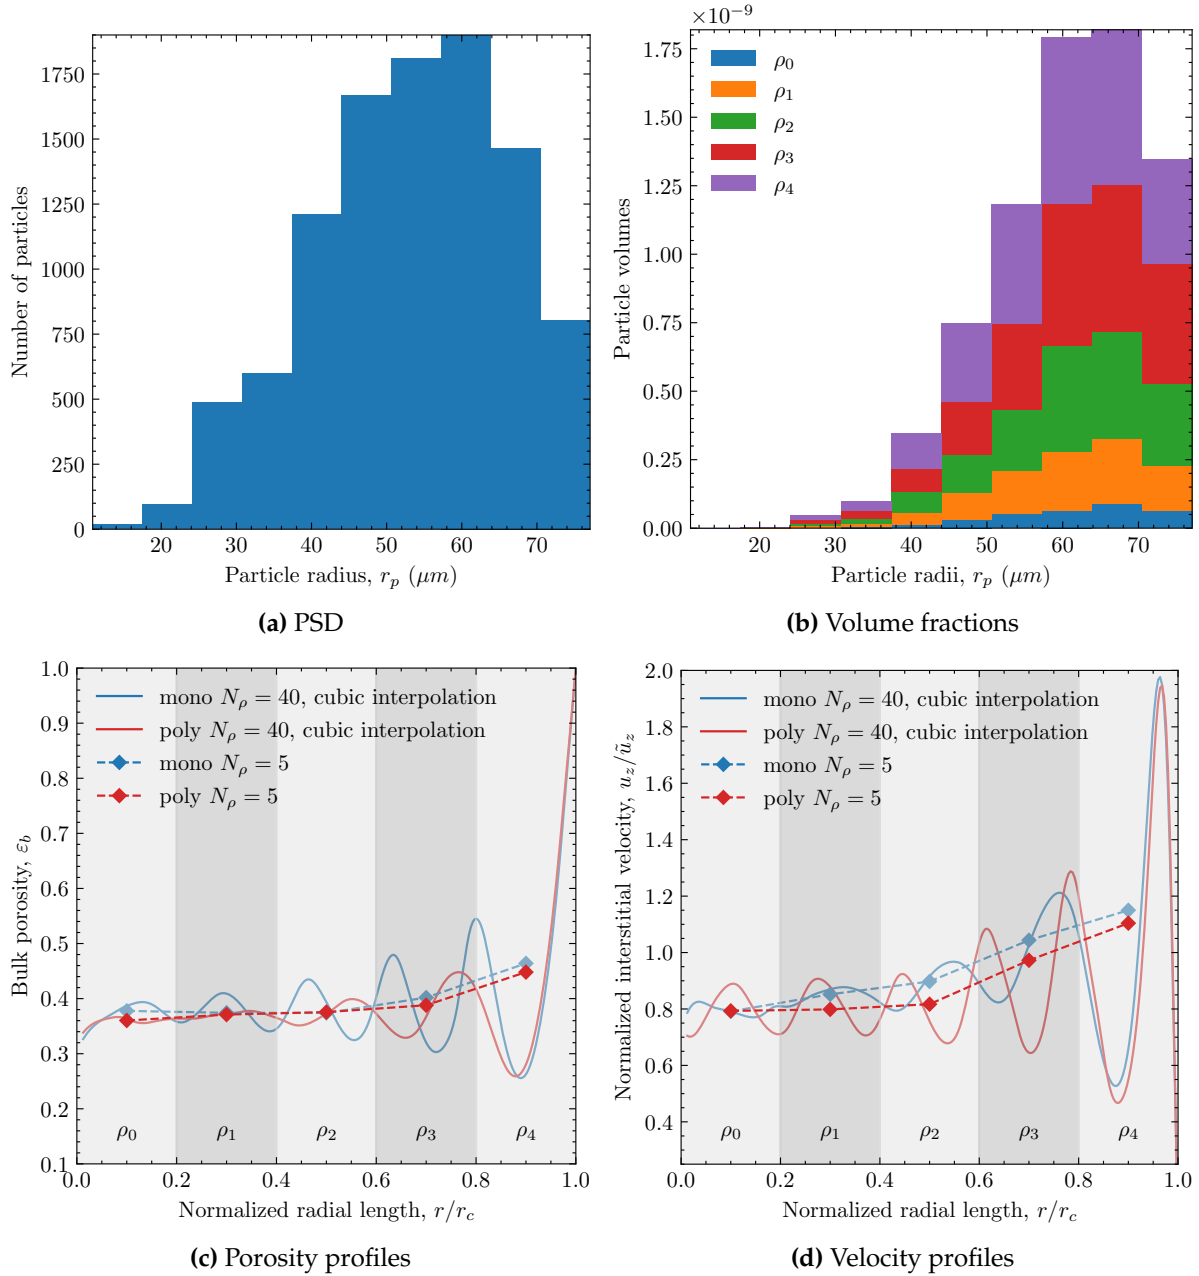 1750
1500
1250
1000
750
500
250
0
Number of particles
20 30 40 50 60 70
Particle radius, r_p (μm)
(a) PSD
×10⁻⁹
1.75
1.50
1.25
1.00
0.75
0.50
0.25
0.00
Particle volumes
ρ₀
ρ₁
ρ₂
ρ₃
ρ₄
20 30 40 50 60 70
Particle radii, r_p (μm)
(b) Volume fractions
1.0
0.9
0.8
0.7
0.6
0.5
0.4
0.3
0.2
0.1
Bulk porosity, ε_b
mono N_ρ = 40, cubic interpolation
poly N_ρ = 40, cubic interpolation
mono N_ρ = 5
poly N_ρ = 5
ρ₀ ρ₁ ρ₂ ρ₃ ρ₄
0.0 0.2 0.4 0.6 0.8 1.0
Normalized radial length, r/r_c
(c) Porosity profiles
2.0
1.8
1.6
1.4
1.2
1.0
0.8
0.6
0.4
Normalized interstitial velocity, u_z/ũ_z
mono N_ρ = 40, cubic interpolation
poly N_ρ = 40, cubic interpolation
mono N_ρ = 5
poly N_ρ = 5
ρ₀ ρ₁ ρ₂ ρ₃ ρ₄
0.0 0.2 0.4 0.6 0.8 1.0
Normalized radial length, r/r_c
(d) Velocity profiles